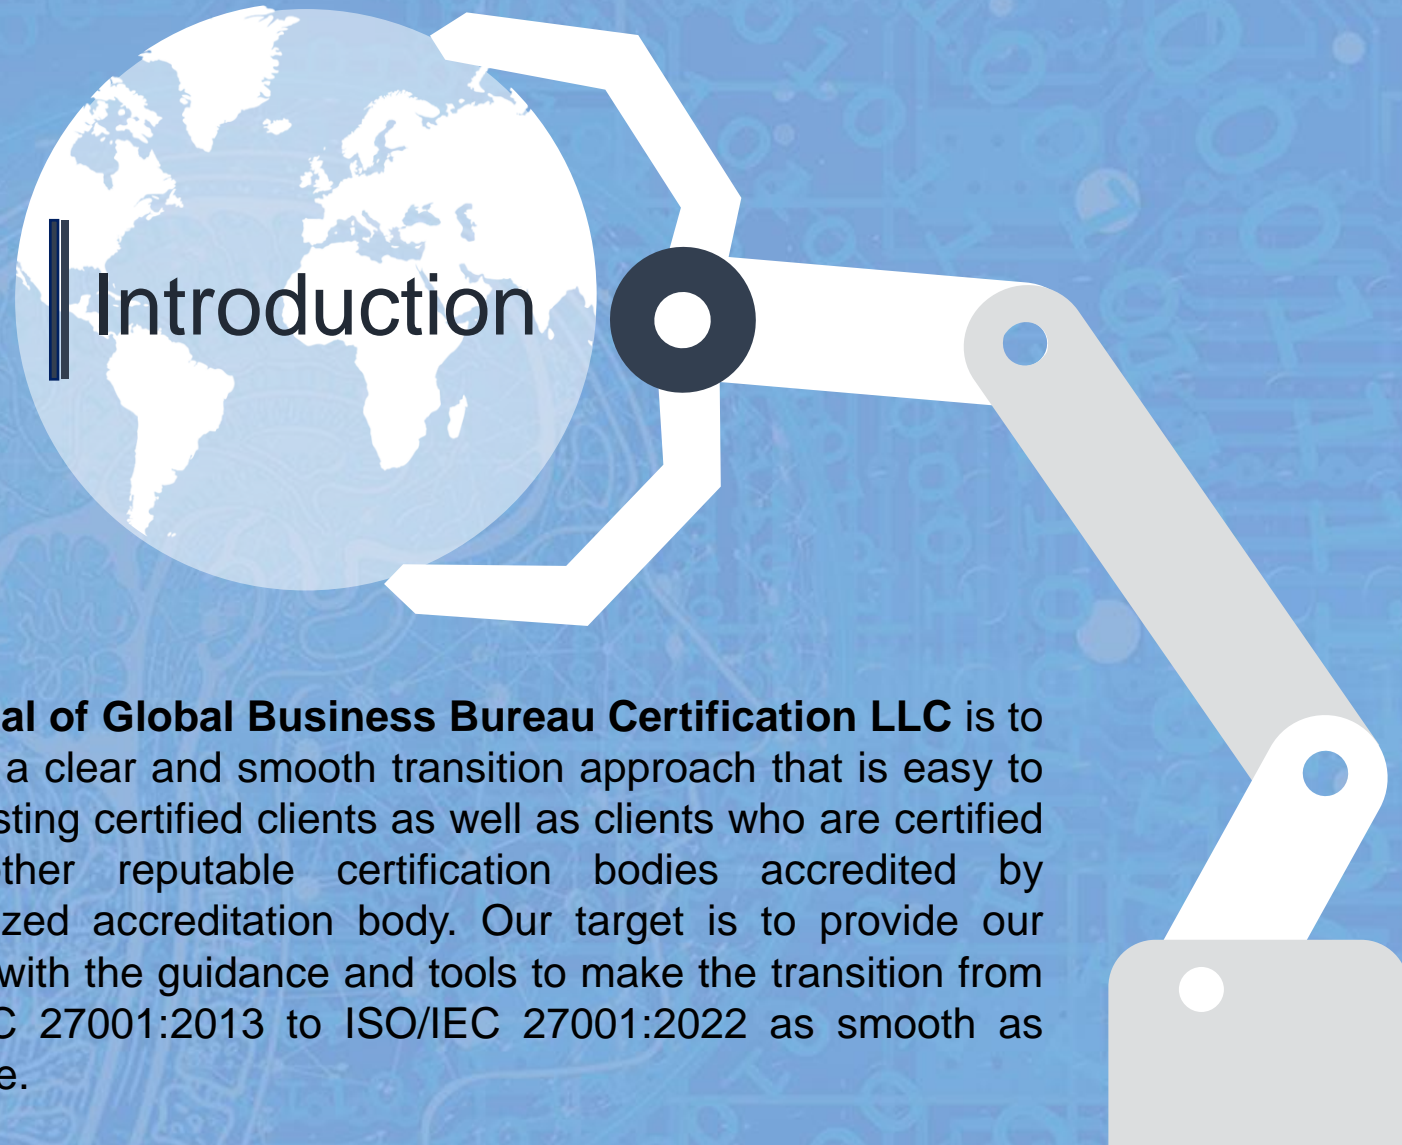 Introduction
al of Global Business Bureau Certification LLC is to
a clear and smooth transition approach that is easy to
sting certified clients as well as clients who are certified
ther reputable certification bodies accredited by
ized accreditation body. Our target is to provide our
with the guidance and tools to make the transition from
C 27001:2013 to ISO/IEC 27001:2022 as smooth as
e.